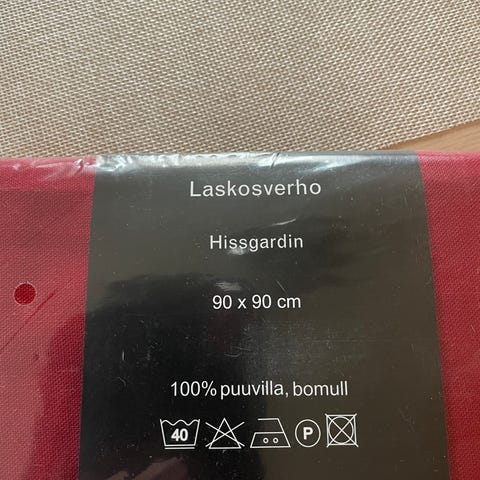 Laskosverho
Hissgardin
90 x 90 cm
100% puuvilla, bomull
40 P